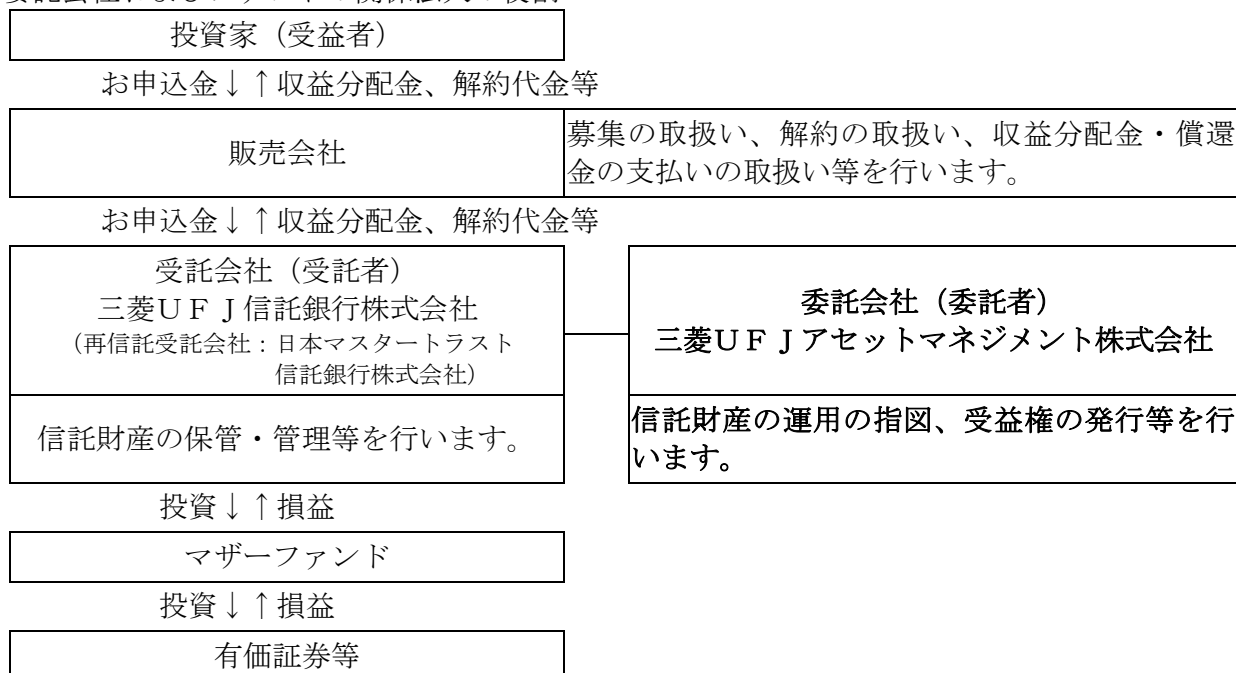 投資家（受益者）
お申込金↓↑収益分配金、解約代金等
販売会社
募集の取扱い、解約の取扱い、収益分配金・償還
金の支払いの取扱い等を行います。
お申込金↓↑収益分配金、解約代金等
受託会社（受託者）
三菱ＵＦＪ信託銀行株式会社
（再信託受託会社：日本マスタートラスト
信託銀行株式会社）
信託財産の保管・管理等を行います。
委託会社（委託者）
三菱ＵＦＪアセットマネジメント株式会社
信託財産の運用の指図、受益権の発行等を行
います。
投資↓↑損益
マザーファンド
投資↓↑損益
有価証券等